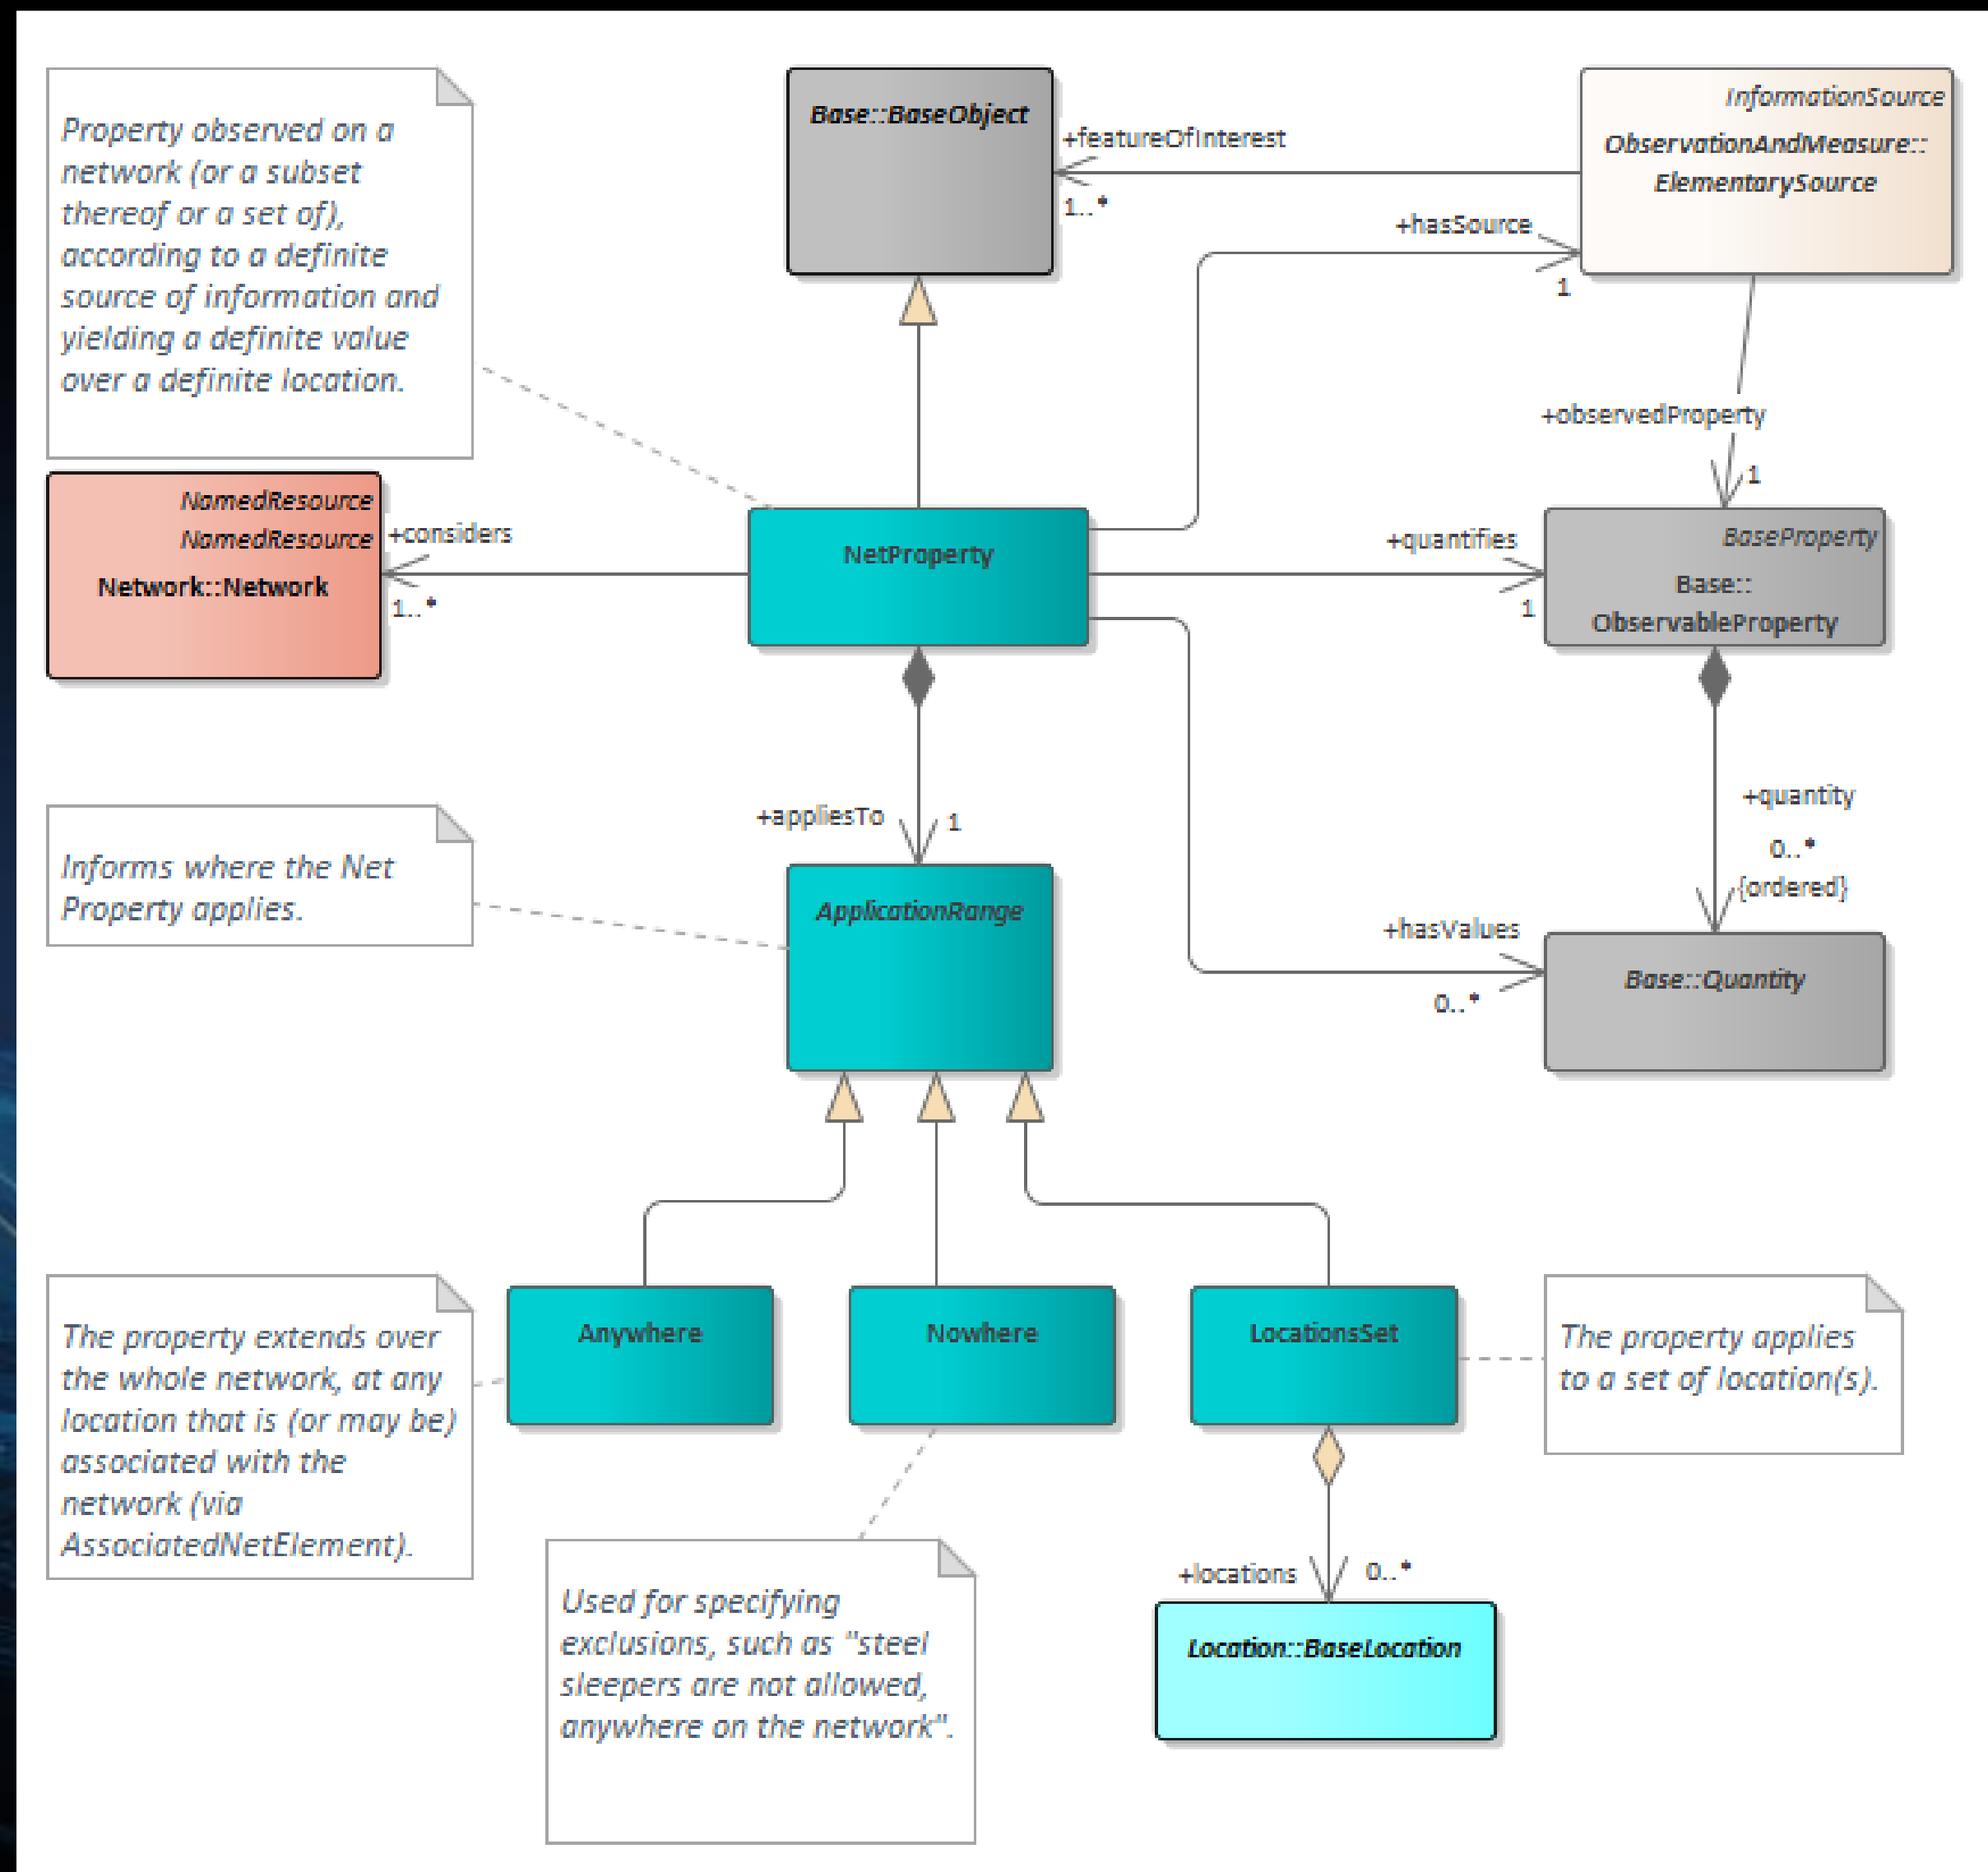 Property observed on a
network (or a subset
thereof or a set of),
according to a definite
source of information and
yielding a definite value
over a definite location.
Base::BaseObject
+featureOfInterest
1..*
InformationSource
ObservationAndMeasure::
ElementarySource
+hasSource
1
+observedProperty
1
NamedResource
NamedResource
Network::Network
+considers
1..*
NetProperty
+quantifies
1
BaseProperty
Base::
ObservableProperty
+appliesTo
1
+quantity
0..*
{ordered}
Informs where the Net
Property applies.
ApplicationRange
+hasValues
0..*
Base::Quantity
The property extends over
the whole network, at any
location that is (or may be)
associated with the
network (via
AssociatedNetElement).
Anywhere
Nowhere
LocationsSet
The property applies
to a set of location(s).
Used for specifying
exclusions, such as "steel
sleepers are not allowed,
anywhere on the network".
+locations
0..*
Location::BaseLocation